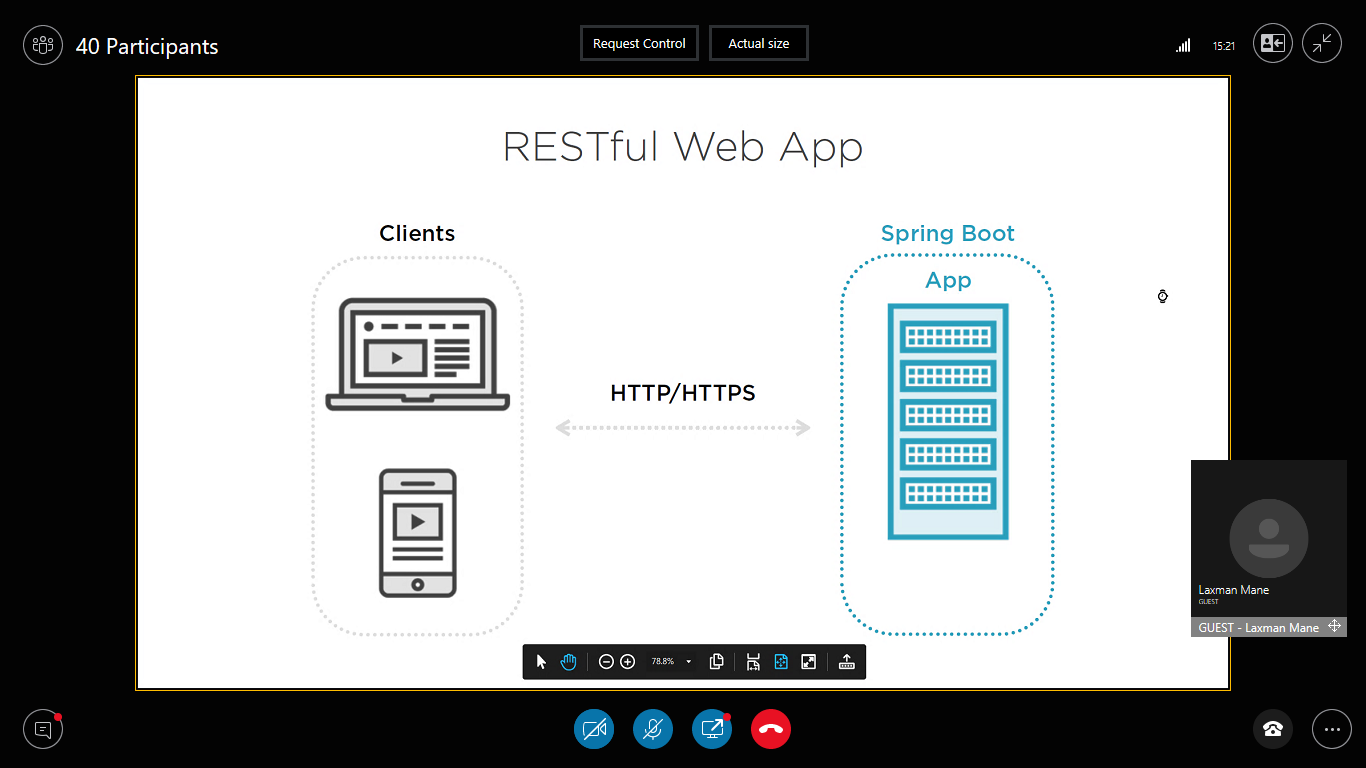 40 Participants
Request Control
Actual size
15:21
RESTful Web App
Clients
Spring Boot
App
HTTP/HTTPS
Laxman Mane
GUEST
GUEST - Laxman Mane
78.8%